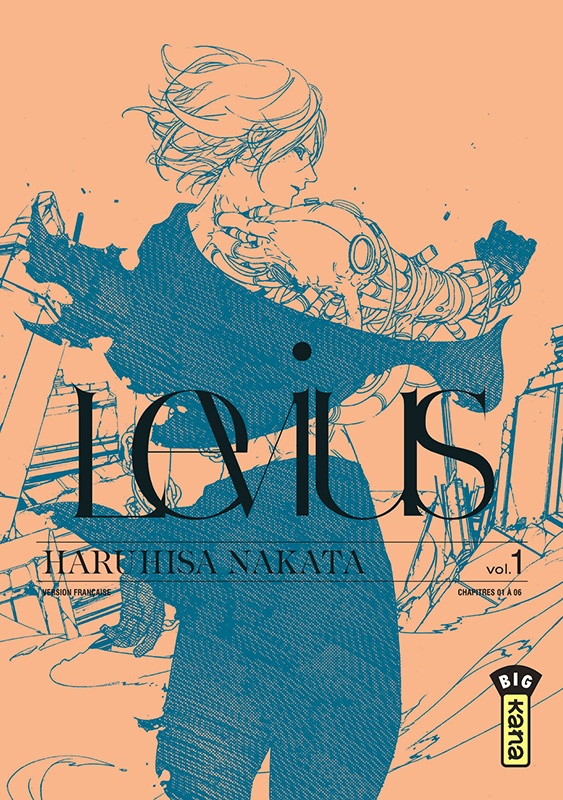 Levius
HARUHISA NAKATA
vol.1
VERSION FRANÇAISE
CHAPITRES 01 À 06
BIG
kana